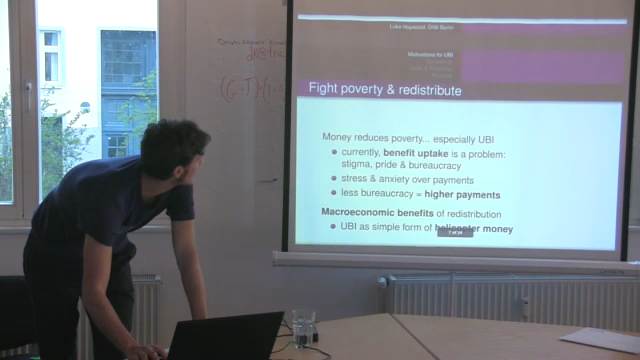 Luke Haywood, DIW Berlin
Motivations for UBI
Fight poverty & redistribute
Money reduces poverty... especially UBI
currently, benefit uptake is a problem:
stigma, pride & bureaucracy
stress & anxiety over payments
less bureaucracy = higher payments
Macroeconomic benefits of redistribution
UBI as simple form of helicopter money